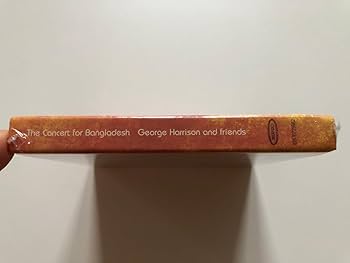 The Concert for Bangladesh George Harrison and friends